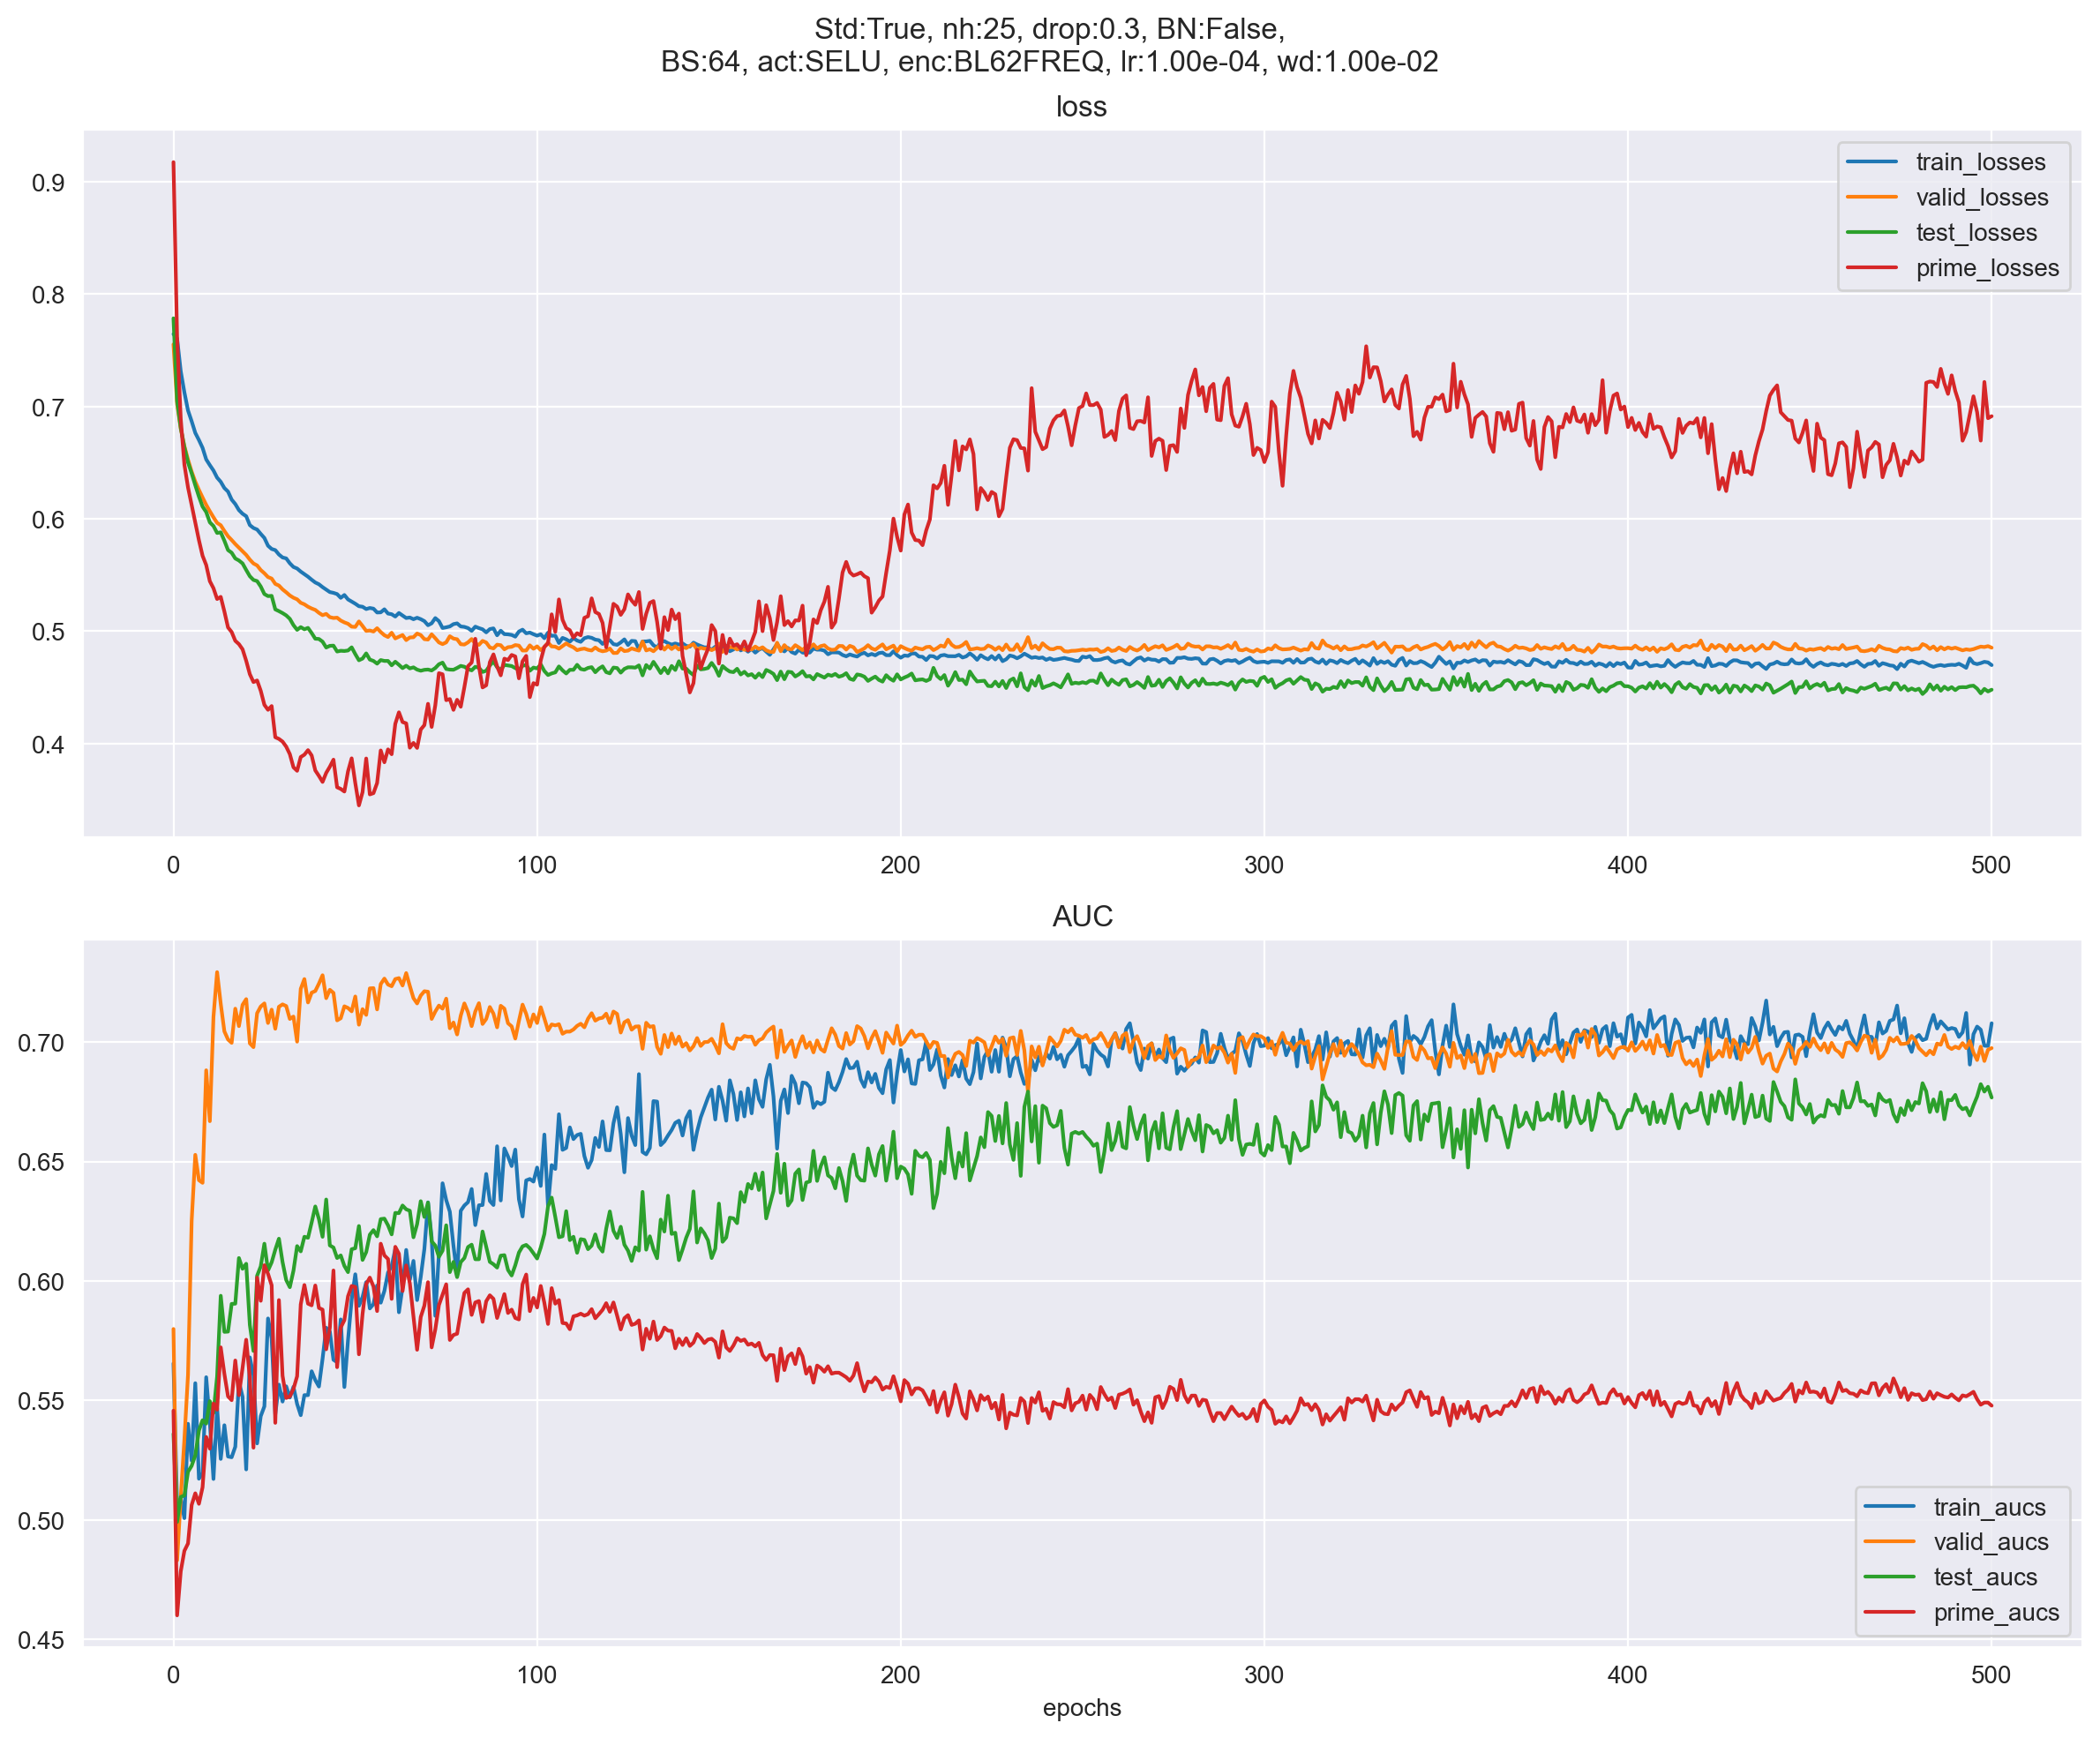 Std:True, nh:25, drop:0.3, BN:False,
BS:64, act:SELU, enc:BL62FREQ, lr:1.00e-04, wd:1.00e-02
loss
0.9
0.8
0.7
0.6
0.5
0.4
train_losses
valid_losses
test_losses
prime_losses
0 100 200 300 400 500
AUC
0.70
0.65
0.60
0.55
0.50
0.45
train_aucs
valid_aucs
test_aucs
prime_aucs
0 100 200 300 400 500
epochs